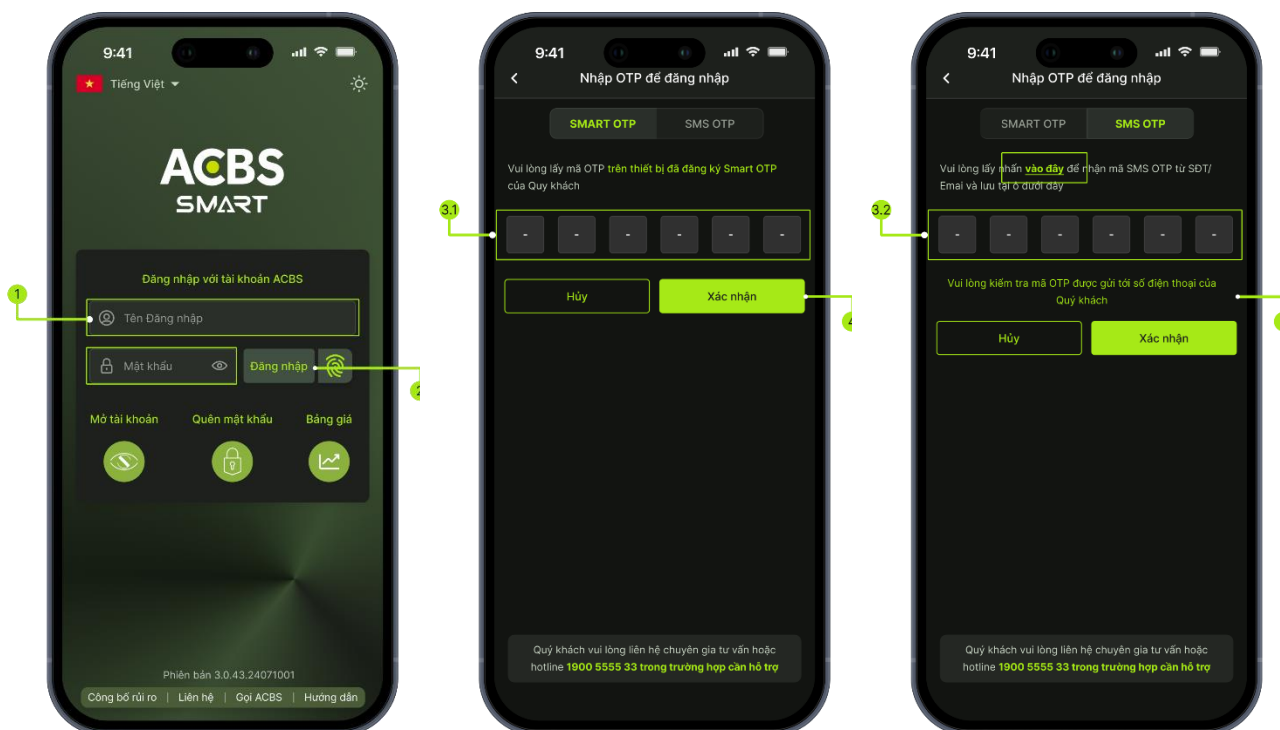 9:41
Tiếng Việt
ACBS
SMART
Đăng nhập với tài khoản ACBS
1
Tên Đăng nhập
Mật khẩu
Đăng nhập
2
Mở tài khoản
Quên mật khẩu
Bảng giá
Phiên bản 3.0.43.24071001
Công bố rủi ro | Liên hệ | Gọi ACBS | Hướng dẫn
9:41
Nhập OTP để đăng nhập
SMART OTP
SMS OTP
Vui lòng lấy mã OTP trên thiết bị đã đăng ký Smart OTP
của Quy khách
3.1
- - - - - -
Hủy
Xác nhận
4
Quý khách vui lòng liên hệ chuyên gia tư vấn hoặc
hotline 1900 5555 33 trong trường hợp cần hỗ trợ
9:41
Nhập OTP để đăng nhập
SMART OTP
SMS OTP
Vui lòng lấy nhấn vào đây để nhận mã SMS OTP từ SĐT/
Emai và lưu tại ô dưới đây
3.2
- - - - - -
Vui lòng kiểm tra mã OTP được gửi tới số điện thoại của
Quý khách
Hủy
Xác nhận
Quý khách vui lòng liên hệ chuyên gia tư vấn hoặc
hotline 1900 5555 33 trong trường hợp cần hỗ trợ